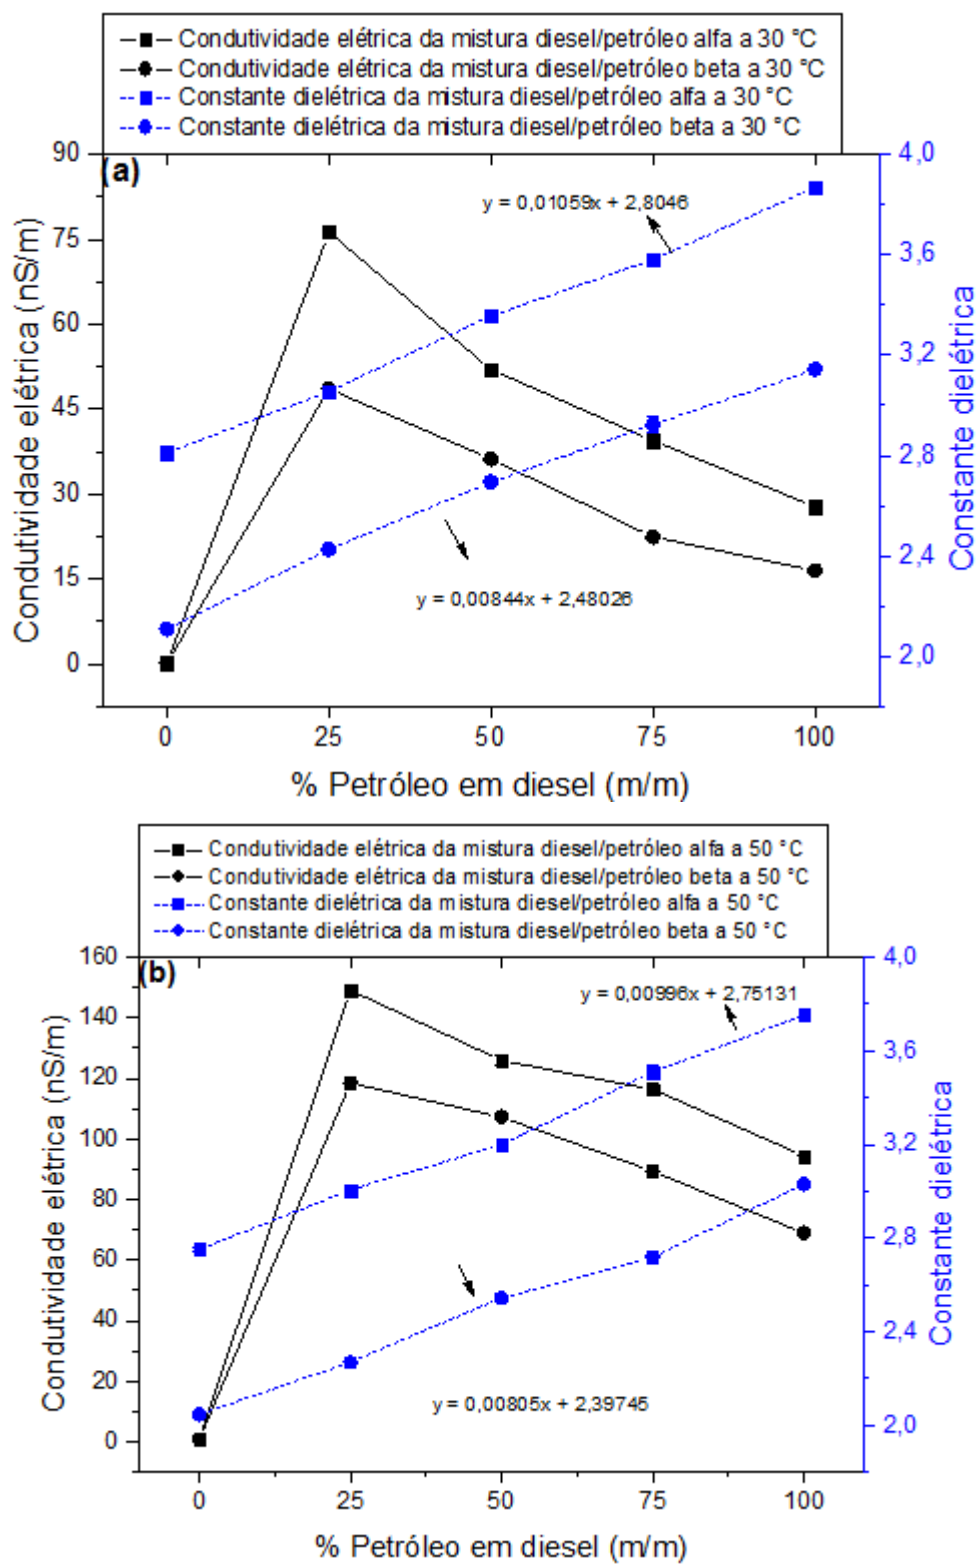 Condutividade elétrica da mistura diesel/petróleo alfa a 30 °C
Condutividade elétrica da mistura diesel/petróleo beta a 30 °C
Constante dielétrica da mistura diesel/petróleo alfa a 30 °C
Constante dielétrica da mistura diesel/petróleo beta a 30 °C
(a)
90
75
60
45
30
15
0
Condutividade elétrica (nS/m)
y = 0,01059x + 2,8046
y = 0,00844x + 2,48026
4,0
3,6
3,2
2,8
2,4
2,0
Constante dielétrica
0 25 50 75 100
% Petróleo em diesel (m/m)
Condutividade elétrica da mistura diesel/petróleo alfa a 50 °C
Condutividade elétrica da mistura diesel/petróleo beta a 50 °C
Constante dielétrica da mistura diesel/petróleo alfa a 50 °C
Constante dielétrica da mistura diesel/petróleo beta a 50 °C
(b)
160
140
120
100
80
60
40
20
0
Condutividade elétrica (nS/m)
y = 0,00996x + 2,75131
y = 0,00805x + 2,39745
4,0
3,6
3,2
2,8
2,4
2,0
Constante dielétrica
0 25 50 75 100
% Petróleo em diesel (m/m)